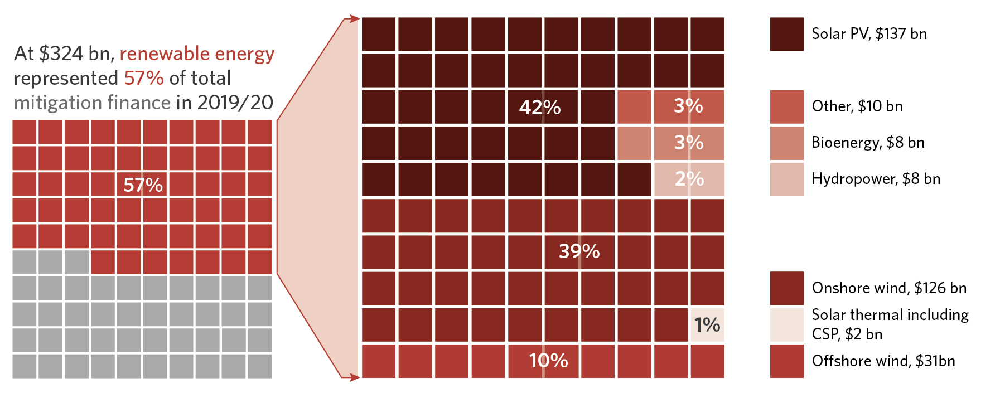 At $324 bn, renewable energy
represented 57% of total
mitigation finance in 2019/20
57%
42%
3%
3%
2%
39%
1%
10%
Solar PV, $137 bn
Other, $10 bn
Bioenergy, $8 bn
Hydropower, $8 bn
Onshore wind, $126 bn
Solar thermal including
CSP, $2 bn
Offshore wind, $31bn